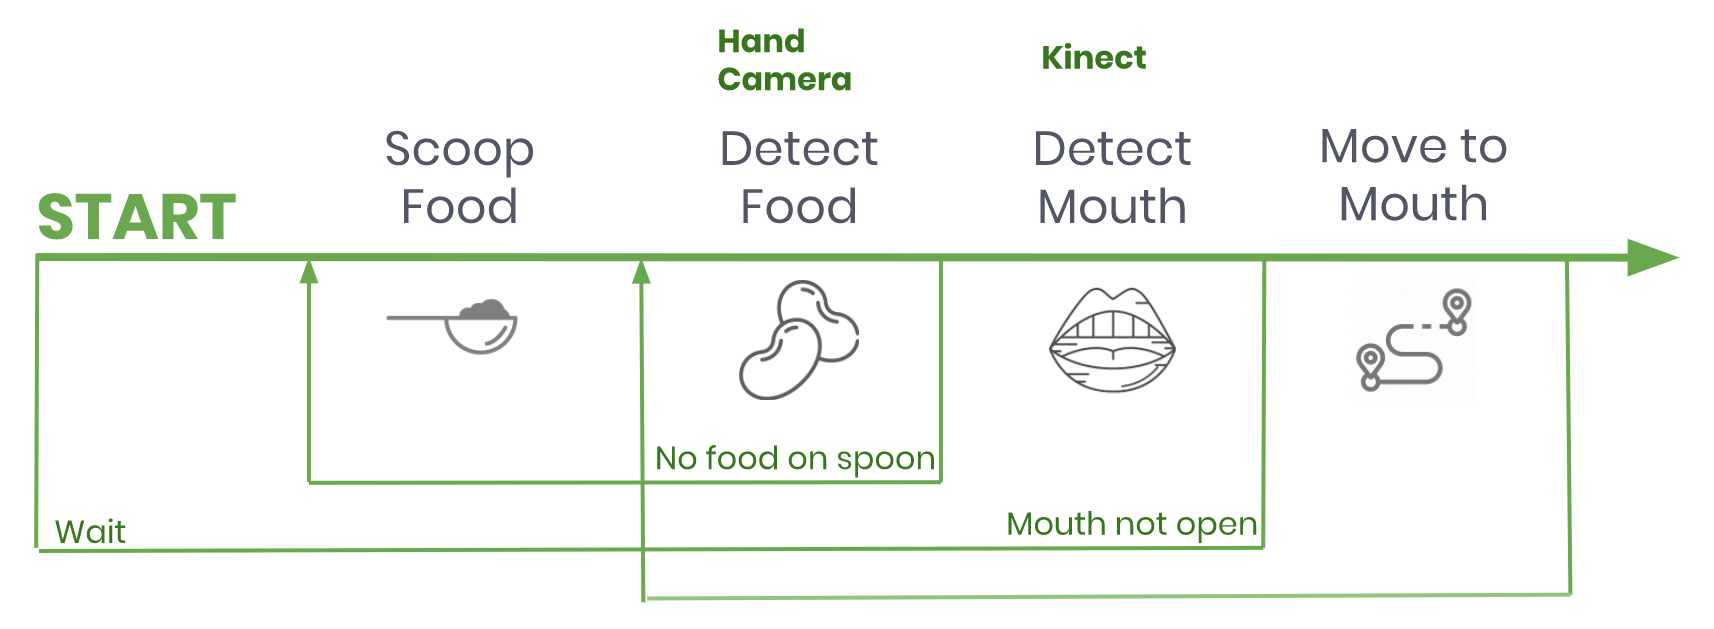 Hand
Camera
Kinect
Scoop
Food
Detect
Food
Detect
Mouth
Move to
Mouth
START
No food on spoon
Mouth not open
Wait